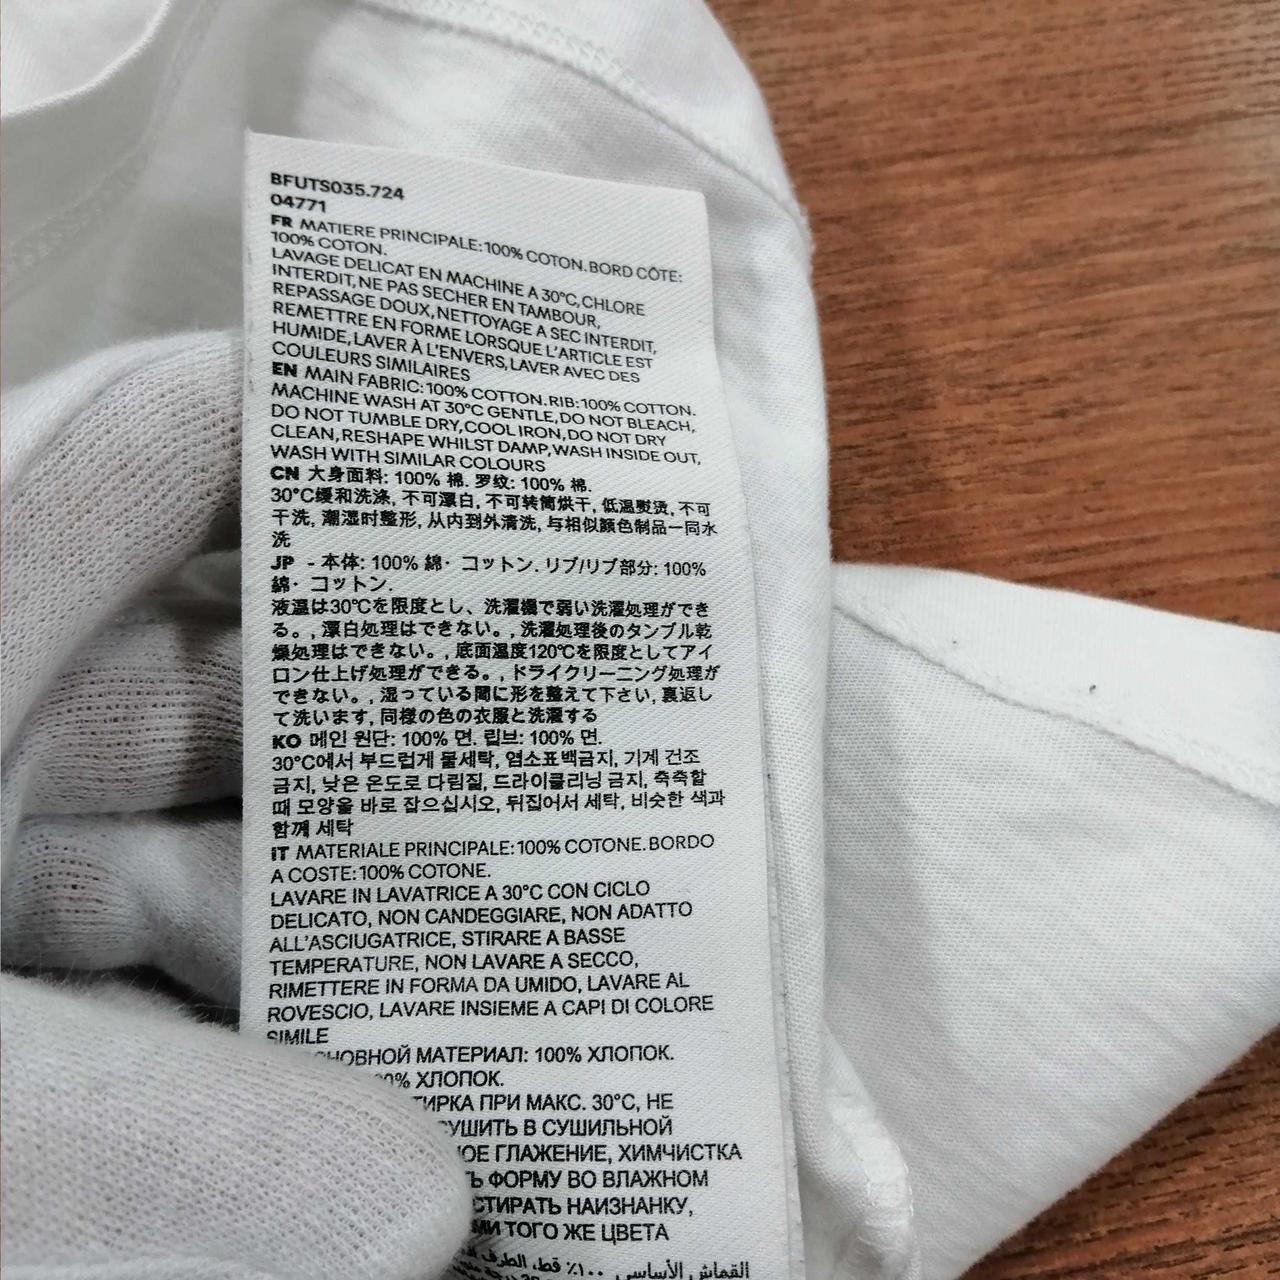 BFUTS035.724
04771
FR MATIERE PRINCIPALE: 100% COTON. BORD CÔTE:
100% COTON.
LAVAGE DELICAT EN MACHINE A 30°C, CHLORE
INTERDIT, NE PAS SECHER EN TAMBOUR,
REPASSAGE DOUX, NETTOYAGE A SEC INTERDIT,
REMETTRE EN FORME LORSQUE L'ARTICLE EST
HUMIDE, LAVER À L'ENVERS, LAVER AVEC DES
COULEURS SIMILAIRES
EN MAIN FABRIC: 100% COTTON. RIB: 100% COTTON.
MACHINE WASH AT 30°C GENTLE, DO NOT BLEACH,
DO NOT TUMBLE DRY, COOL IRON, DO NOT DRY
CLEAN, RESHAPE WHILST DAMP, WASH INSIDE OUT,
WASH WITH SIMILAR COLOURS
CN 大身面料: 100% 棉. 罗纹: 100% 棉.
30°C缓和洗涤, 不可漂白, 不可转筒烘干, 低温熨烫, 不可
干洗, 潮湿时整形, 从内到外清洗, 与相似颜色制品一同水
洗
JP - 本体: 100% 綿・ コットン. リブ/リブ部分: 100%
綿・ コットン.
液温は30℃を限度とし、洗濯機で弱い洗濯処理ができ
る。, 漂白処理はできない。, 洗濯処理後のタンブル乾
燥処理はできない。, 底面温度120℃を限度としてアイ
ロン仕上げ処理ができる。, ドライクリーニング処理が
できない。, 湿っている間に形を整えて下さい, 裏返し
て洗います, 同様の色の衣服と洗濯する
KO 메인 원단: 100% 면. 립브: 100% 면.
30℃에서 부드럽게 물세탁, 염소표백금지, 기계 건조
금지, 낮은 온도로 다림질, 드라이클리닝 금지, 축축할
때 모양을 바로 잡으십시오, 뒤집어서 세탁, 비슷한 색과
함께 세탁
IT MATERIALE PRINCIPALE: 100% COTONE. BORDO
A COSTE: 100% COTONE.
LAVARE IN LAVATRICE A 30°C CON CICLO
DELICATO, NON CANDEGGIARE, NON ADATTO
ALL'ASCIUGATRICE, STIRARE A BASSE
TEMPERATURE, NON LAVARE A SECCO,
RIMETTERE IN FORMA DA UMIDO, LAVARE AL
ROVESCIO, LAVARE INSIEME A CAPI DI COLORE
SIMILE
МАТЕРИАЛ: 100% ХЛОПОК.
ХЛОПОК.
ПРИ МАКС. 30°C, НЕ
В СУШИЛЬНОЙ
ГЛАЖЕНИЕ, ХИМЧИСТКА
ФОРМУ ВО ВЛАЖНОМ
СТИРАТЬ НАИЗНАНКУ,
ТОГО ЖЕ ЦВЕТА
القماش الأساسي ١٠٠٪ قطن، الطرف